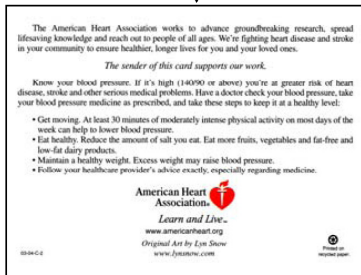 The American Heart Association works to advance groundbreaking research, spread
lifesaving knowledge and reach out to people of all ages. We're fighting heart disease and stroke
in your community to ensure healthier, longer lives for you and your loved ones.
The sender of this card supports our work.
Know your blood pressure. If it's high (140/90 or above) you're at greater risk of heart
disease, stroke and other serious medical problems. Have a doctor check your blood pressure, take
your blood pressure medicine as prescribed, and take these steps to keep it at a healthy level:
• Get moving. At least 30 minutes of moderately intense physical activity on most days of the
week can help to lower blood pressure.
• Eat healthy. Reduce the amount of salt you eat. Eat more fruits, vegetables and fat-free and
low-fat dairy products.
• Maintain a healthy weight. Excess weight may raise blood pressure.
• Follow your healthcare provider's advice exactly, especially regarding medicine.
American Heart
Association®
Learn and Live℠
www.americanheart.org
Original Art by Lyn Snow
www.lynsnow.com
Printed on
recycled paper